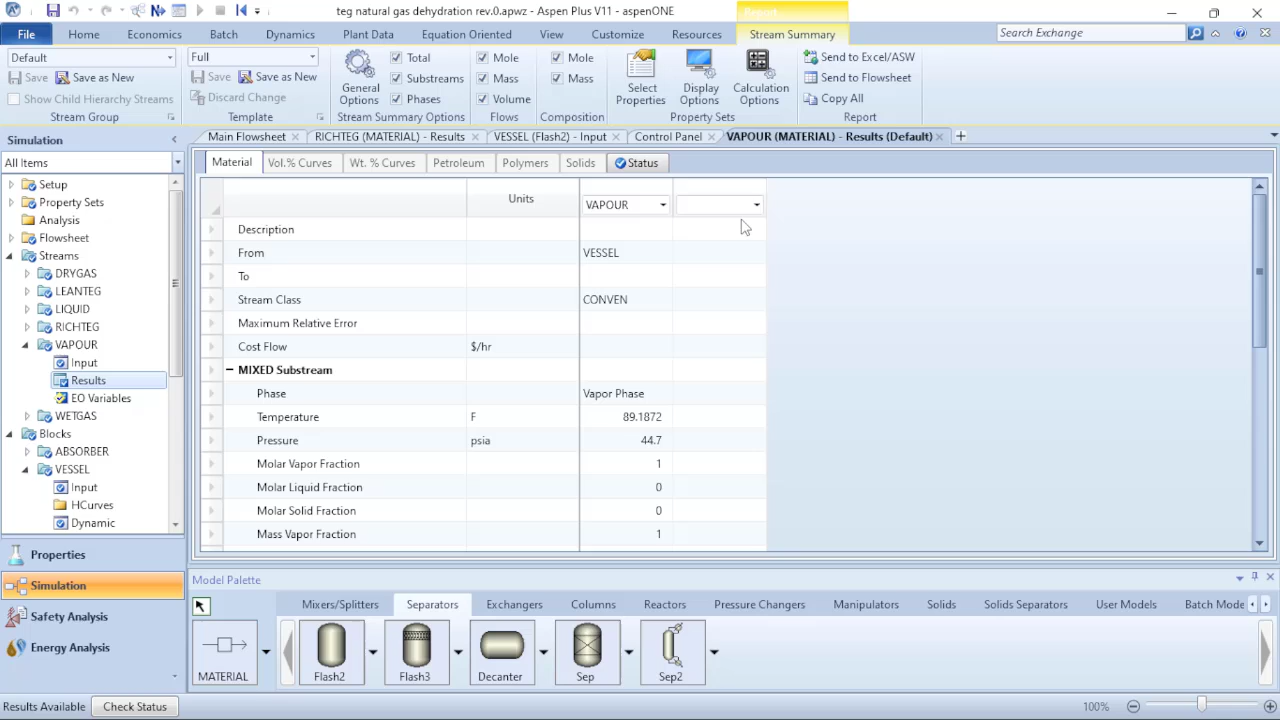 teg natural gas dehydration rev.0.apwz - Aspen Plus V11 - aspenONE
Report
File Home Economics Batch Dynamics Plant Data Equation Oriented View Customize Resources Stream Summary Search Exchange
Default
Save Save as New
Show Child Hierarchy Streams
Stream Group
Full
Save Save as New
Discard Change
Template
General Options
Total
Substreams
Phases
Stream Summary Options
Mole
Mass
Volume
Flows
Mole
Mass
Composition
Select Properties
Display Options
Calculation Options
Property Sets
Send to Excel/ASW
Send to Flowsheet
Copy All
Report
Simulation
All Items
Setup
Property Sets
Analysis
Flowsheet
Streams
DRYGAS
LEANTEG
LIQUID
RICHTEG
VAPOUR
Input
Results
EO Variables
WETGAS
Blocks
ABSORBER
VESSEL
Input
HCurves
Dynamic
Properties
Simulation
Safety Analysis
Energy Analysis
Main Flowsheet RICHTEG (MATERIAL) - Results VESSEL (Flash2) - Input Control Panel VAPOUR (MATERIAL) - Results (Default)
Material Vol.% Curves Wt. % Curves Petroleum Polymers Solids Status
Units VAPOUR
Description
From VESSEL
To
Stream Class CONVEN
Maximum Relative Error
Cost Flow $/hr
MIXED Substream
Phase Vapor Phase
Temperature F 89.1872
Pressure psia 44.7
Molar Vapor Fraction 1
Molar Liquid Fraction 0
Molar Solid Fraction 0
Mass Vapor Fraction 1
Model Palette
Mixers/Splitters Separators Exchangers Columns Reactors Pressure Changers Manipulators Solids Solids Separators User Models Batch Mode
MATERIAL Flash2 Flash3 Decanter Sep Sep2
Results Available Check Status 100%